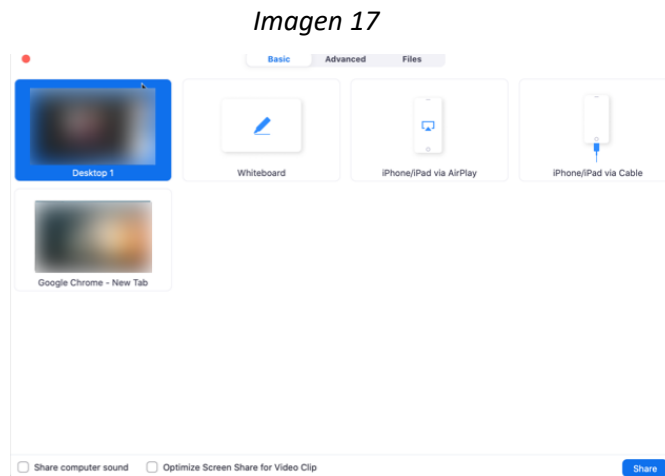 Imagen 17
Basic Advanced Files
Desktop 1 Whiteboard iPhone/iPad via AirPlay iPhone/iPad via Cable
Google Chrome - New Tab
Share computer sound Optimize Screen Share for Video Clip Share